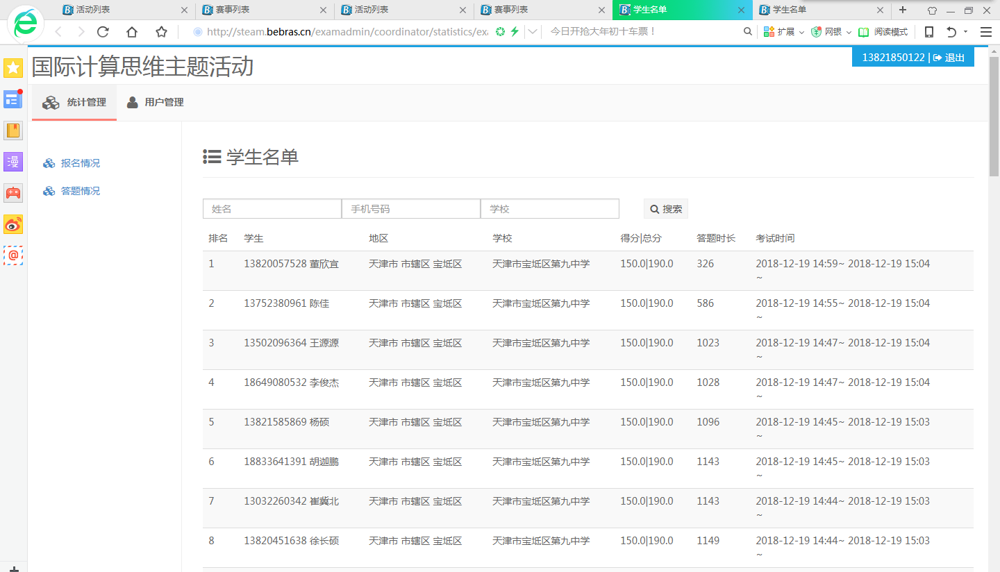 活动列表 赛事列表 活动列表 赛事列表 学生名单 学生名单
http://steam.bebras.cn/examadmin/coordinator/statistics/exa 今日开抢大年初十车票！ 扩展 网银 阅读模式
国际计算思维主题活动 13821850122 | 退出
统计管理 用户管理
漫
学生名单
报名情况
答题情况
姓名 手机号码 学校 搜索
排名 学生 地区 学校 得分|总分 答题时长 考试时间
1 13820057528 董欣宜 天津市 市辖区 宝坻区 天津市宝坻区第九中学 150.0|190.0 326 2018-12-19 14:59~ 2018-12-19 15:04
~
2 13752380961 陈佳 天津市 市辖区 宝坻区 天津市宝坻区第九中学 150.0|190.0 586 2018-12-19 14:55~ 2018-12-19 15:04
~
3 13502096364 王源源 天津市 市辖区 宝坻区 天津市宝坻区第九中学 150.0|190.0 1023 2018-12-19 14:47~ 2018-12-19 15:04
~
4 18649080532 李俊杰 天津市 市辖区 宝坻区 天津市宝坻区第九中学 150.0|190.0 1028 2018-12-19 14:47~ 2018-12-19 15:04
~
5 13821585869 杨硕 天津市 市辖区 宝坻区 天津市宝坻区第九中学 150.0|190.0 1096 2018-12-19 14:45~ 2018-12-19 15:03
~
6 18833641391 胡迦鹏 天津市 市辖区 宝坻区 天津市宝坻区第九中学 150.0|190.0 1143 2018-12-19 14:45~ 2018-12-19 15:03
~
7 13032260342 崔冀北 天津市 市辖区 宝坻区 天津市宝坻区第九中学 150.0|190.0 1143 2018-12-19 14:44~ 2018-12-19 15:03
~
8 13820451638 徐长硕 天津市 市辖区 宝坻区 天津市宝坻区第九中学 150.0|190.0 1149 2018-12-19 14:44~ 2018-12-19 15:03
~